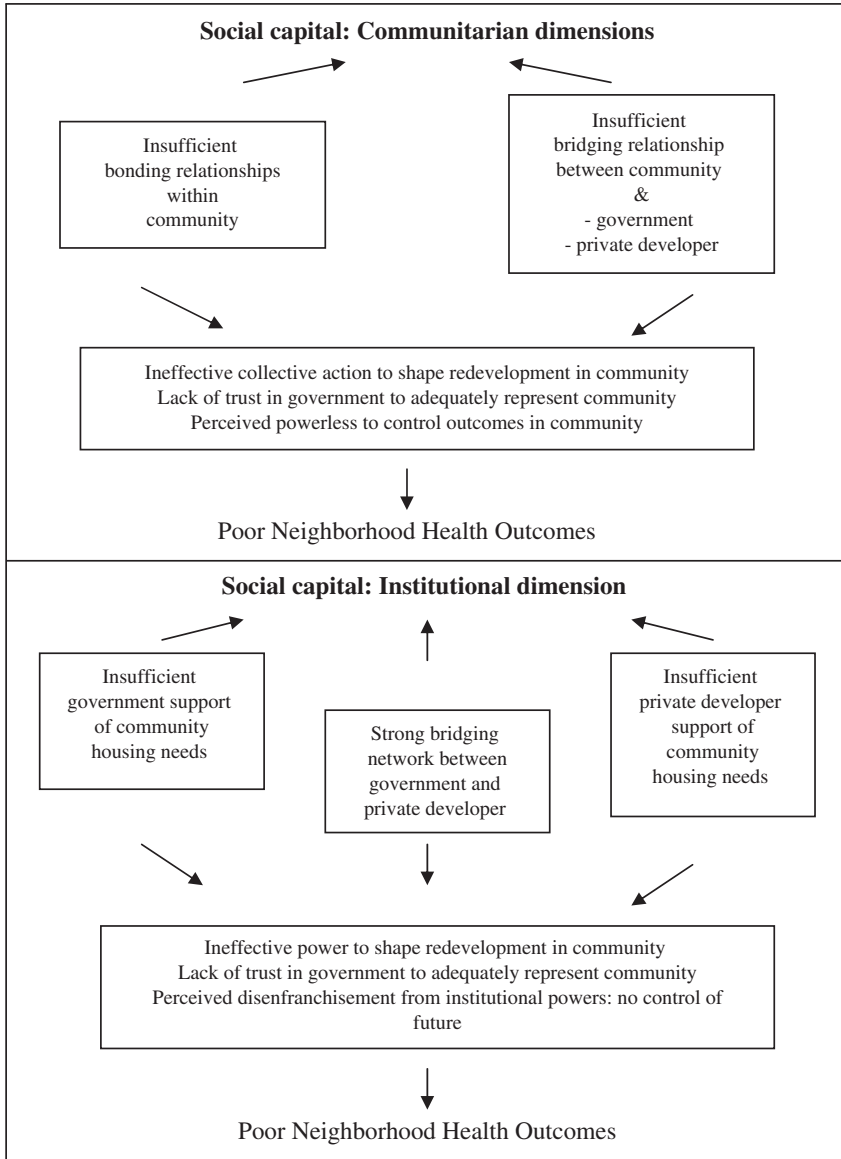 Social capital: Communitarian dimensions
Insufficient
bonding relationships
within
community
Insufficient
bridging relationship
between community
&
- government
- private developer
Ineffective collective action to shape redevelopment in community
Lack of trust in government to adequately represent community
Perceived powerless to control outcomes in community
Poor Neighborhood Health Outcomes
Social capital: Institutional dimension
Insufficient
government support
of community
housing needs
Strong bridging
network between
government and
private developer
Insufficient
private developer
support of
community
housing needs
Ineffective power to shape redevelopment in community
Lack of trust in government to adequately represent community
Perceived disenfranchisement from institutional powers: no control of
future
Poor Neighborhood Health Outcomes